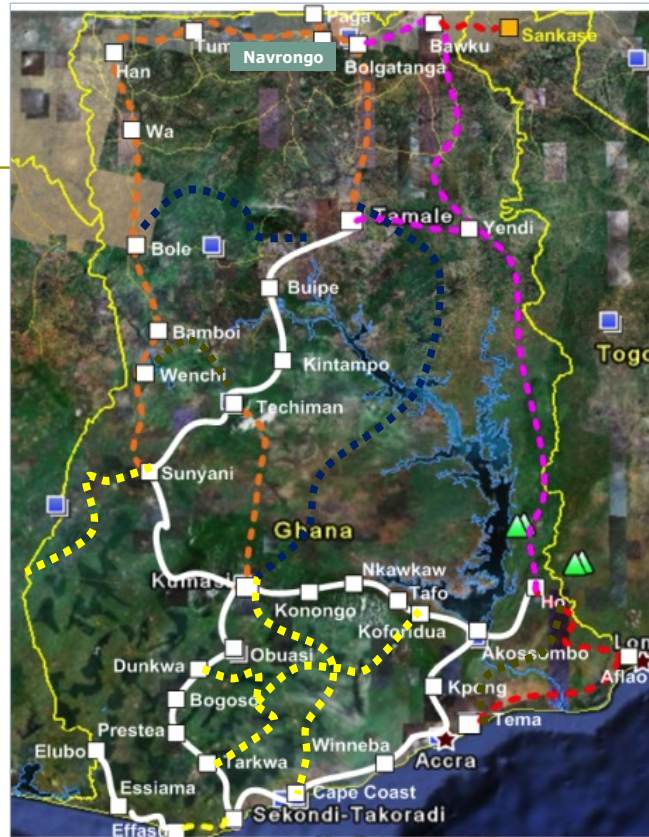 Paga
Tum
Navrongo
Bawku
Sankase
Bolgatanga
Han
Wa
Tamale
Yendi
Bole
Buipe
Bamboi
Togo
Kintampo
Wenchi
Techiman
Sunyani
Ghana
Kumasi
Nkawkaw
Konongo
Tafo
Koforidua
Ho
Akossombo
Lom
Aflao
Obuasi
Dunkwa
Kpong
Bogoso
Tema
Prestea
Elubo
Winneba
Accra
Tarkwa
Essiama
Cape Coast
Sekondi-Takoradi
Effasu